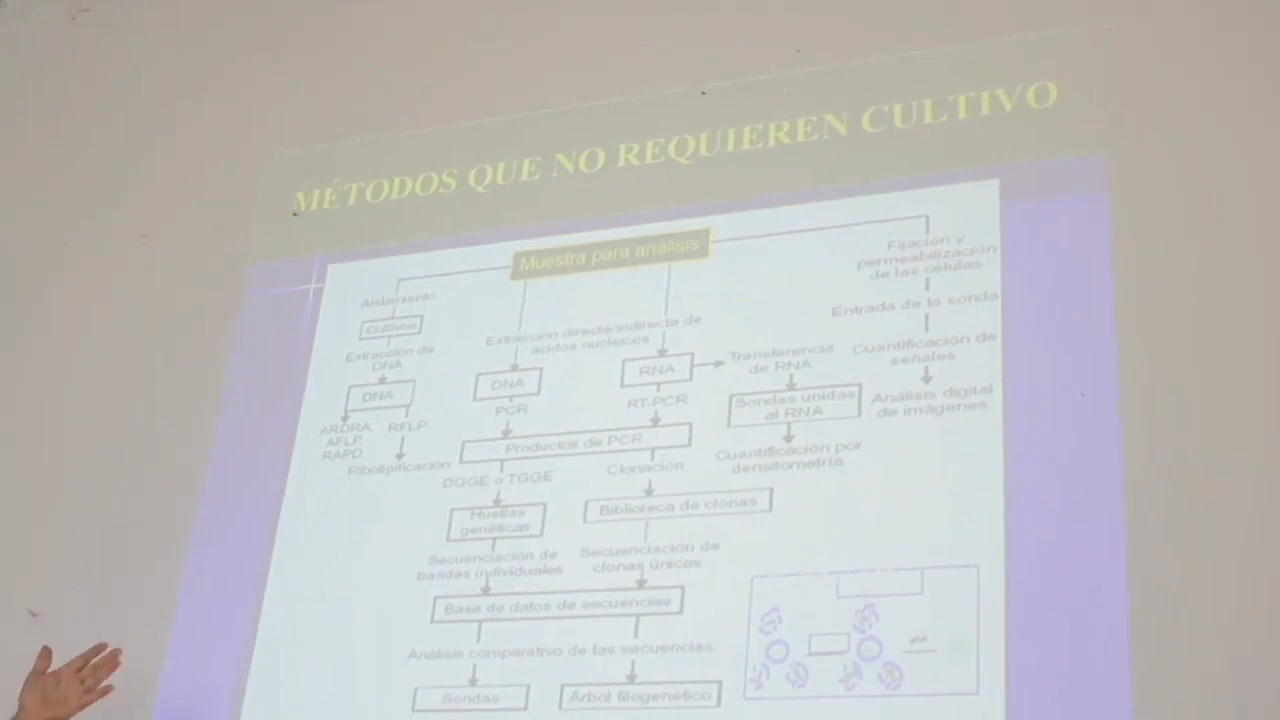 MÉTODOS QUE NO REQUIEREN CULTIVO
Muestra para análisis
Aislamiento
Cultivos
Extracción de
DNA
DNA
ARDRA,
AFLP,
RAPD
RFLP
Ribotipificación
Extracción directa/indirecta de
ácidos nucleicos
DNA
PCR
RNA
RT-PCR
Productos de PCR
DGGE o TGGE
Huellas
genéticas
Secuenciación de
bandas individuales
Clonación
Biblioteca de clonas
Secuenciación de
clonas únicas
Base de datos de secuencias
Análisis comparativo de las secuencias
Sondas
Árbol filogenético
Transferencia
de RNA
Sondas unidas
al RNA
Cuantificación por
densitometría
Fijación y
permeabilización
de las células
Entrada de la sonda
Cuantificación de
señales
Análisis digital
de imágenes